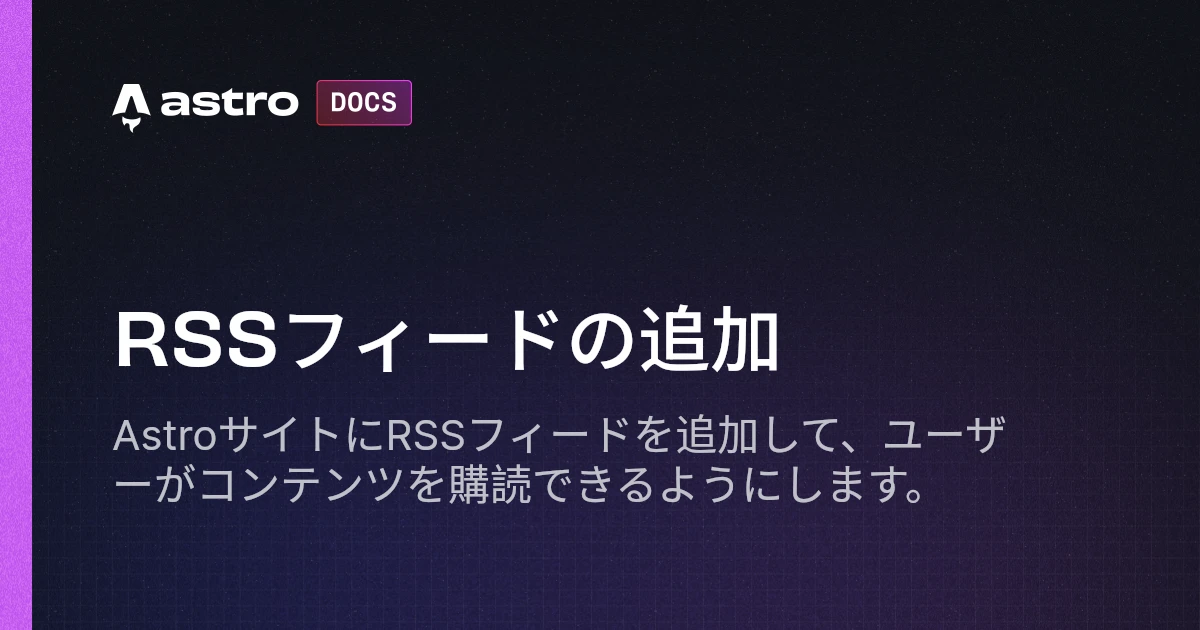 astro DOCS
RSSフィードの追加
AstroサイトにRSSフィードを追加して、ユーザ
ーがコンテンツを購読できるようにします。